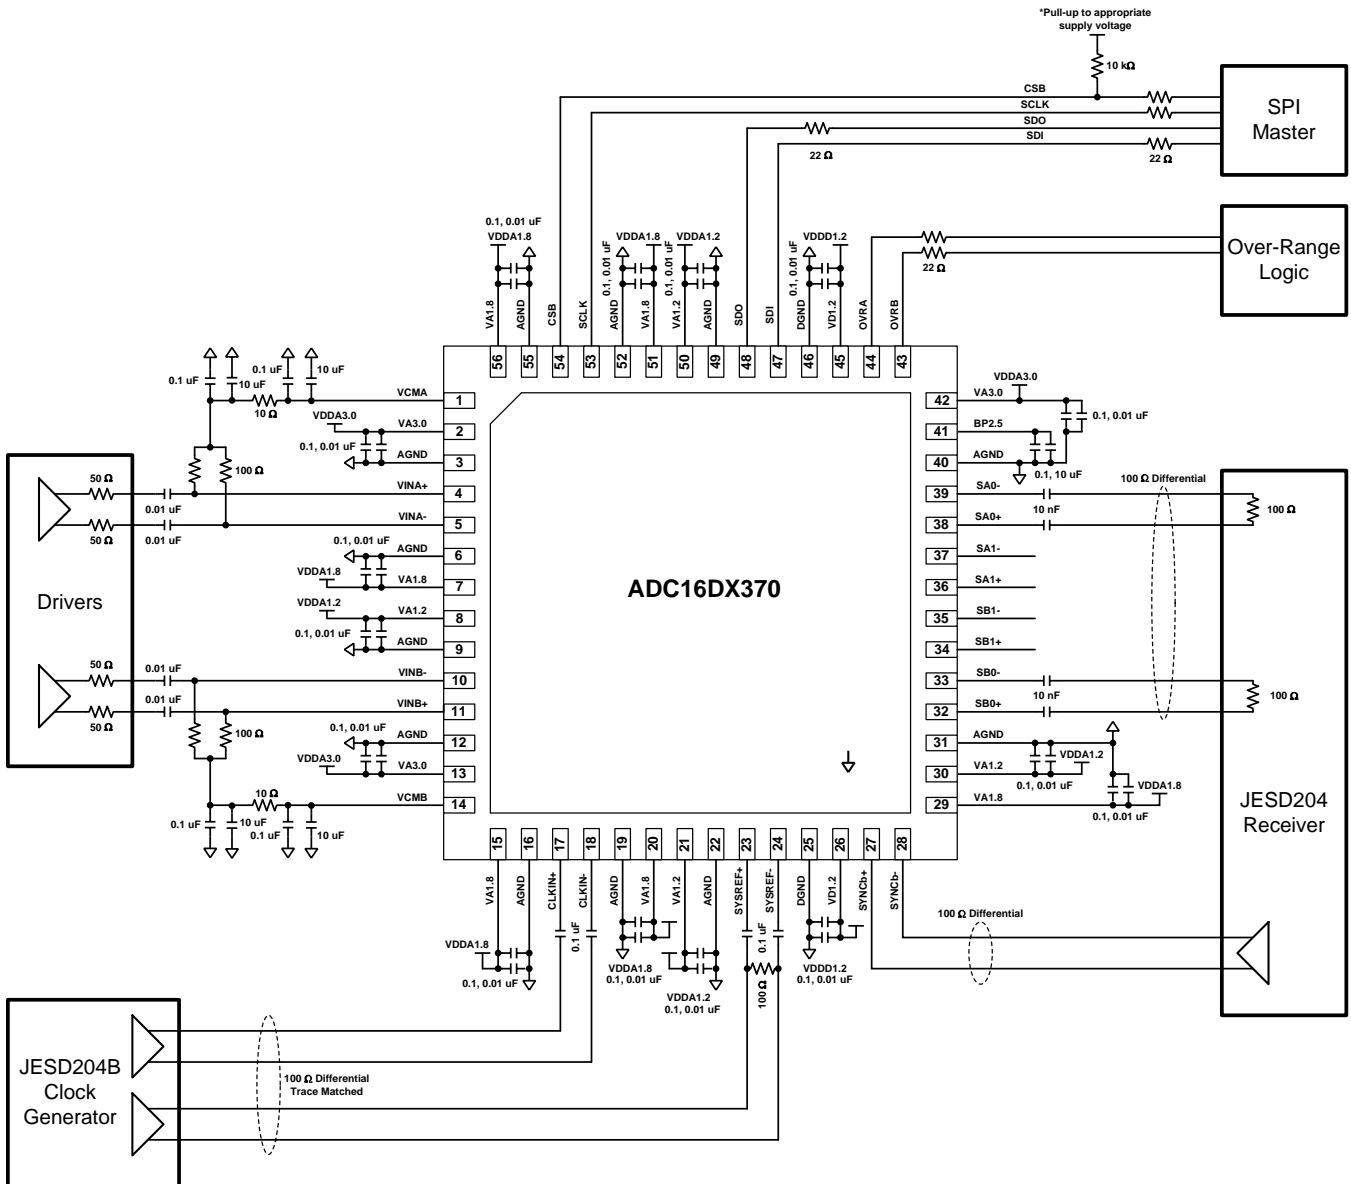 *Pull-up to appropriate
supply voltage
10 kΩ
CSB
SCLK
SDO
SDI
22 Ω
22 Ω
SPI
Master
Over-Range
Logic
22 Ω
0.1, 0.01 uF
VDDA1.8
0.1, 0.01 uF
VDDA1.8
0.1, 0.01 uF
VDDA1.2
0.1, 0.01 uF
VDDD1.2
VA1.8
AGND
CSB
SCLK
AGND
VA1.8
VA1.2
AGND
SDO
SDI
DGND
VD1.2
OVRA
OVRB
56
55
54
53
52
51
50
49
48
47
46
45
44
43
0.1 uF
10 uF
0.1 uF
10 uF
10 Ω
VCMA
1
VDDA3.0
VA3.0
2
0.1, 0.01 uF
AGND
3
100 Ω
Drivers
50 Ω
0.01 uF
VINA+
4
50 Ω
0.01 uF
VINA-
5
0.1, 0.01 uF
AGND
6
VDDA1.8
VA1.8
7
VDDA1.2
VA1.2
8
0.1, 0.01 uF
AGND
9
50 Ω
0.01 uF
VINB-
10
50 Ω
0.01 uF
VINB+
11
100 Ω
0.1, 0.01 uF
AGND
12
VDDA3.0
VA3.0
13
10 Ω
VCMB
14
0.1 uF
10 uF
0.1 uF
10 uF
ADC16DX370
42
VA3.0
VDDA3.0
0.1, 0.01 uF
41
BP2.5
40
AGND
0.1, 10 uF
100 Ω Differential
39
SA0-
10 nF
38
SA0+
100 Ω
37
SA1-
36
SA1+
35
SB1-
34
SB1+
33
SB0-
10 nF
32
SB0+
100 Ω
31
AGND
30
VA1.2
VDDA1.2
0.1, 0.01 uF
29
VA1.8
VDDA1.8
0.1, 0.01 uF
JESD204
Receiver
15
16
17
18
19
20
21
22
23
24
25
26
27
28
VA1.8
AGND
CLKIN+
CLKIN-
AGND
VA1.8
VA1.2
AGND
SYSREF+
SYSREF-
DGND
VD1.2
SYNCb+
SYNCb-
VDDA1.8
0.1, 0.01 uF
0.1 uF
VDDA1.8
0.1, 0.01 uF
VDDA1.2
0.1, 0.01 uF
0.1 uF
100 Ω
VDDD1.2
0.1, 0.01 uF
100 Ω Differential
JESD204B
Clock
Generator
100 Ω Differential
Trace Matched